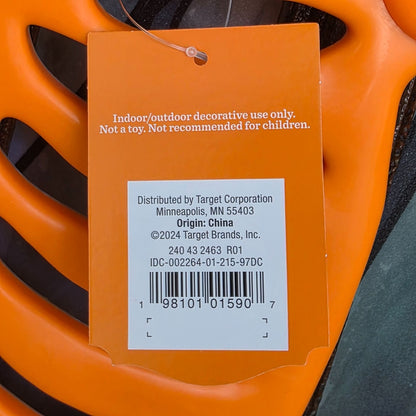 Indoor/outdoor decorative use only.
Not a toy. Not recommended for children.
Distributed by Target Corporation
Minneapolis, MN 55403
Origin: China
©2024 Target Brands, Inc.
240 43 2463 R01
IDC-002264-01-215-97DC
1 98101 01590 7